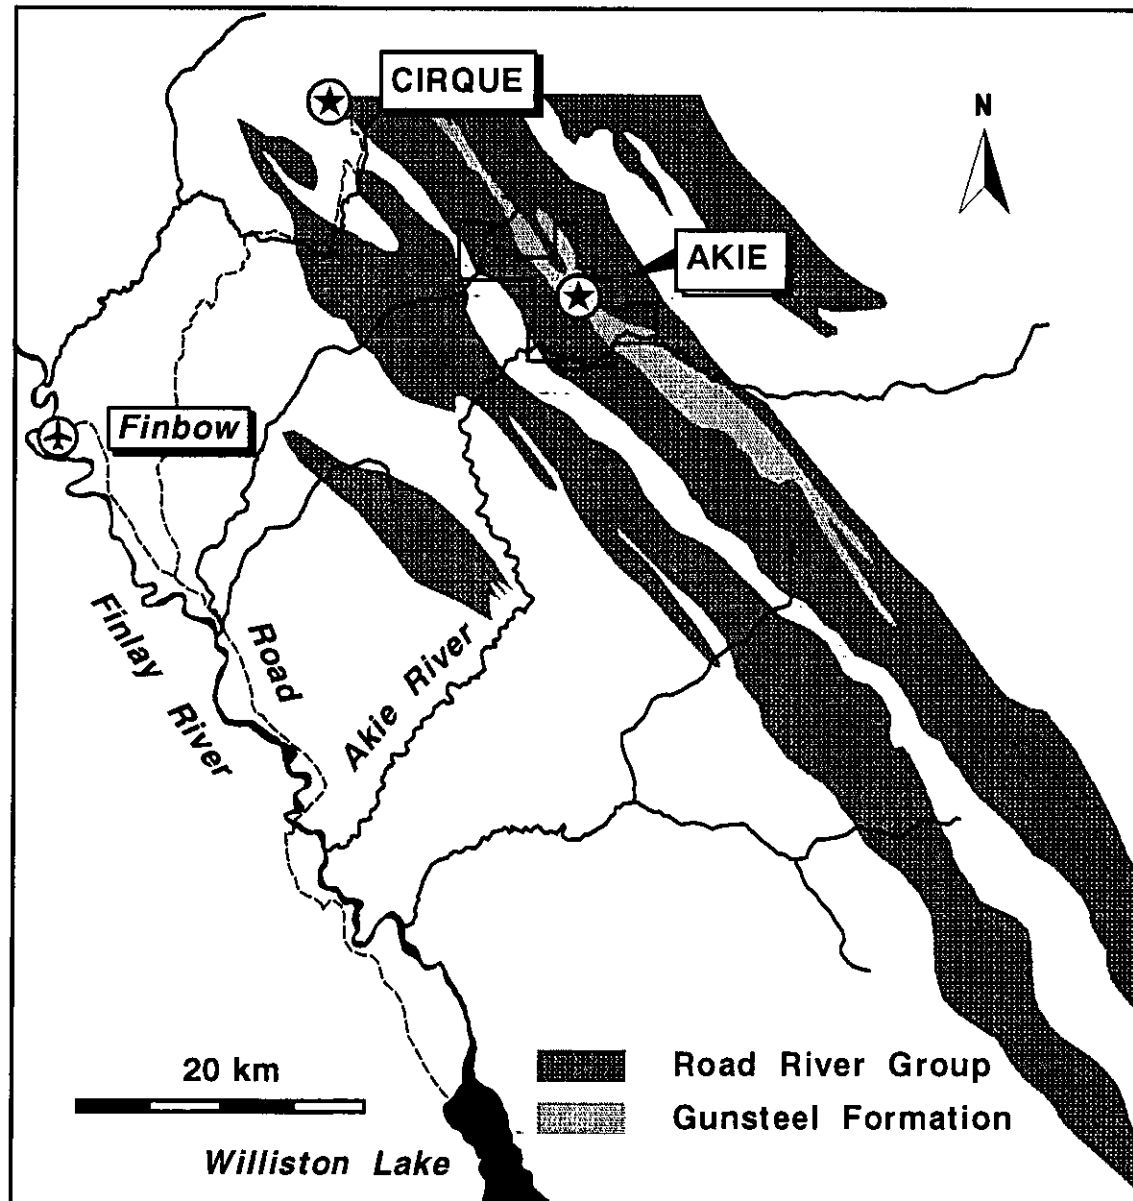 CIRQUE
N
AKIE
Finbow
Finlay River
Road
Akie River
20 km
Road River Group
Gunsteel Formation
Williston Lake